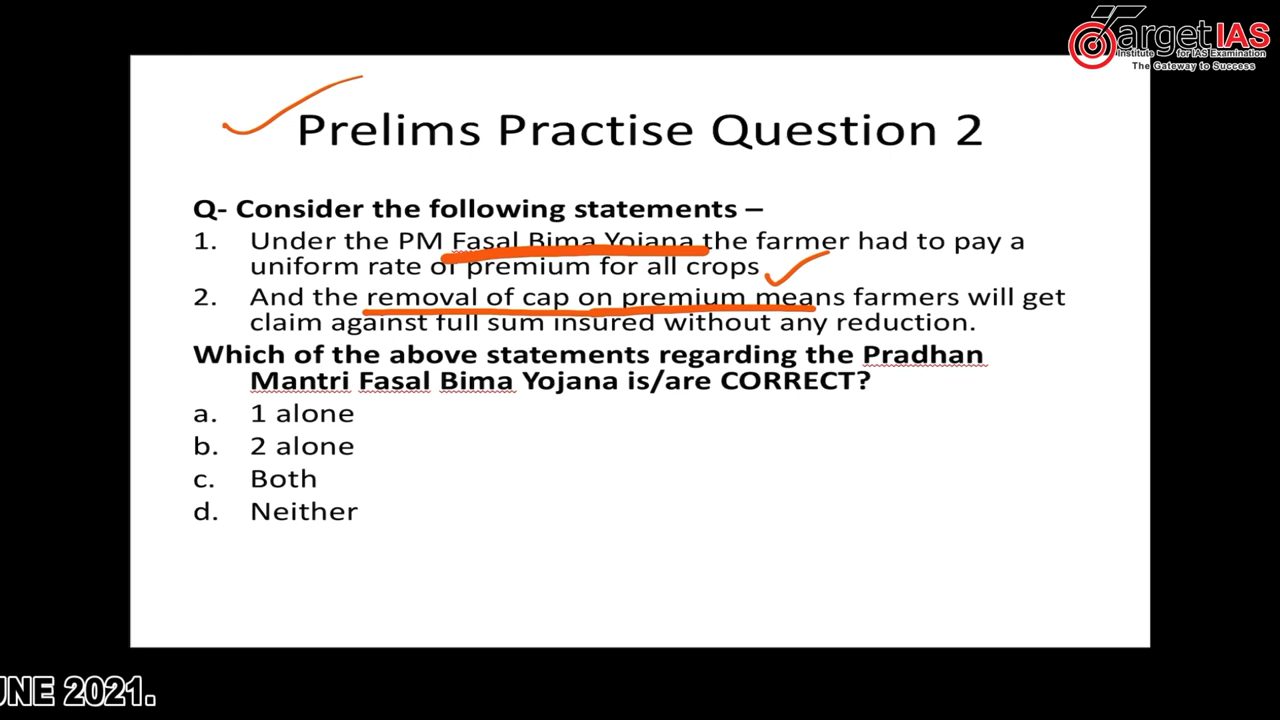 Target IAS
Institute for IAS Examination
The Gateway to Success
Prelims Practise Question 2
Q- Consider the following statements –
1. Under the PM Fasal Bima Yojana the farmer had to pay a
uniform rate of premium for all crops
2. And the removal of cap on premium means farmers will get
claim against full sum insured without any reduction.
Which of the above statements regarding the Pradhan
Mantri Fasal Bima Yojana is/are CORRECT?
a. 1 alone
b. 2 alone
c. Both
d. Neither
UNE 2021.